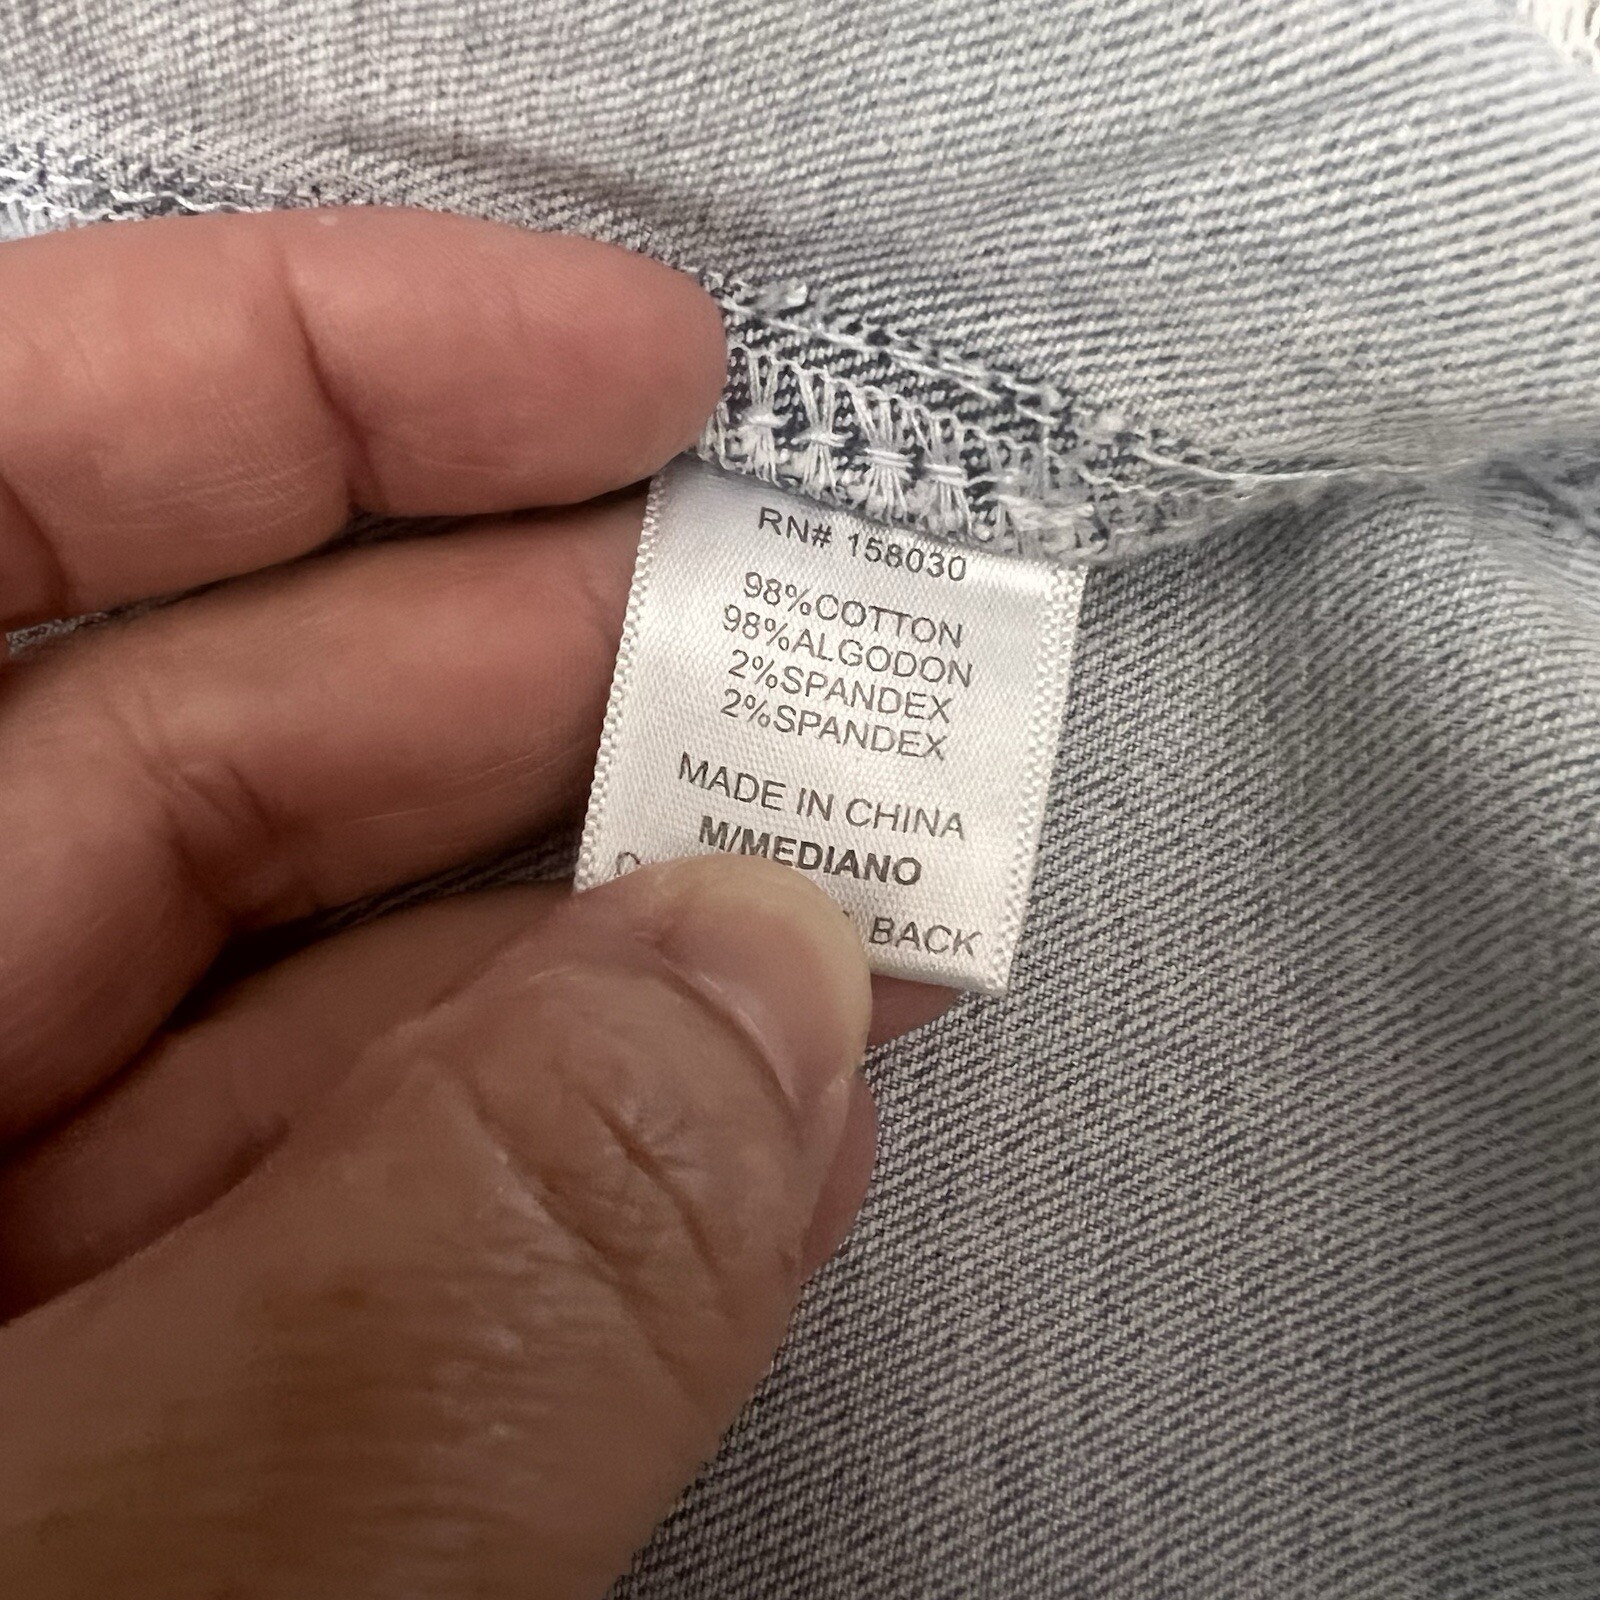 RN# 158030
98%COTTON
98%ALGODON
2%SPANDEX
2%SPANDEX
MADE IN CHINA
M/MEDIANO
BACK